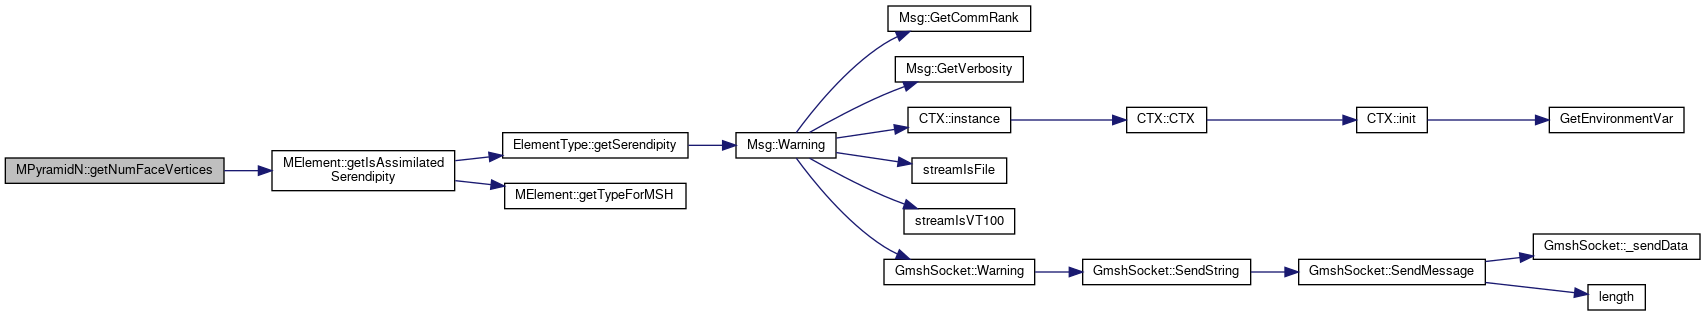 MPyramidN::getNumFaceVertices
MElement::getIsAssimilated
Serendipity
ElementType::getSerendipity
MElement::getTypeForMSH
Msg::Warning
Msg::GetCommRank
Msg::GetVerbosity
CTX::instance
CTX::CTX
CTX::init
GetEnvironmentVar
streamIsFile
streamIsVT100
GmshSocket::Warning
GmshSocket::SendString
GmshSocket::SendMessage
GmshSocket::_sendData
length